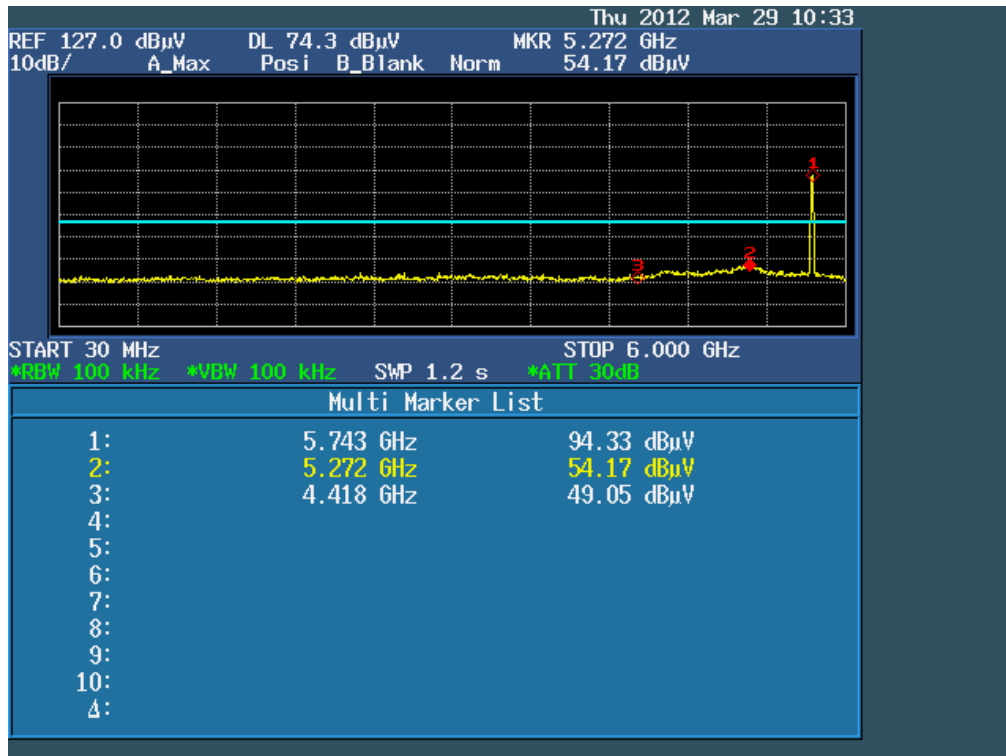 Thu 2012 Mar 29 10:33
REF 127.0 dBµV DL 74.3 dBµV MKR 5.272 GHz
10dB/ A_Max Posi B_Blank Norm 54.17 dBµV
1
2
3
START 30 MHz STOP 6.000 GHz
*RBW 100 kHz *VBW 100 kHz SWP 1.2 s *ATT 30dB
Multi Marker List
1: 5.743 GHz 94.33 dBµV
2: 5.272 GHz 54.17 dBµV
3: 4.418 GHz 49.05 dBµV
4:
5:
6:
7:
8:
9:
10:
Δ: